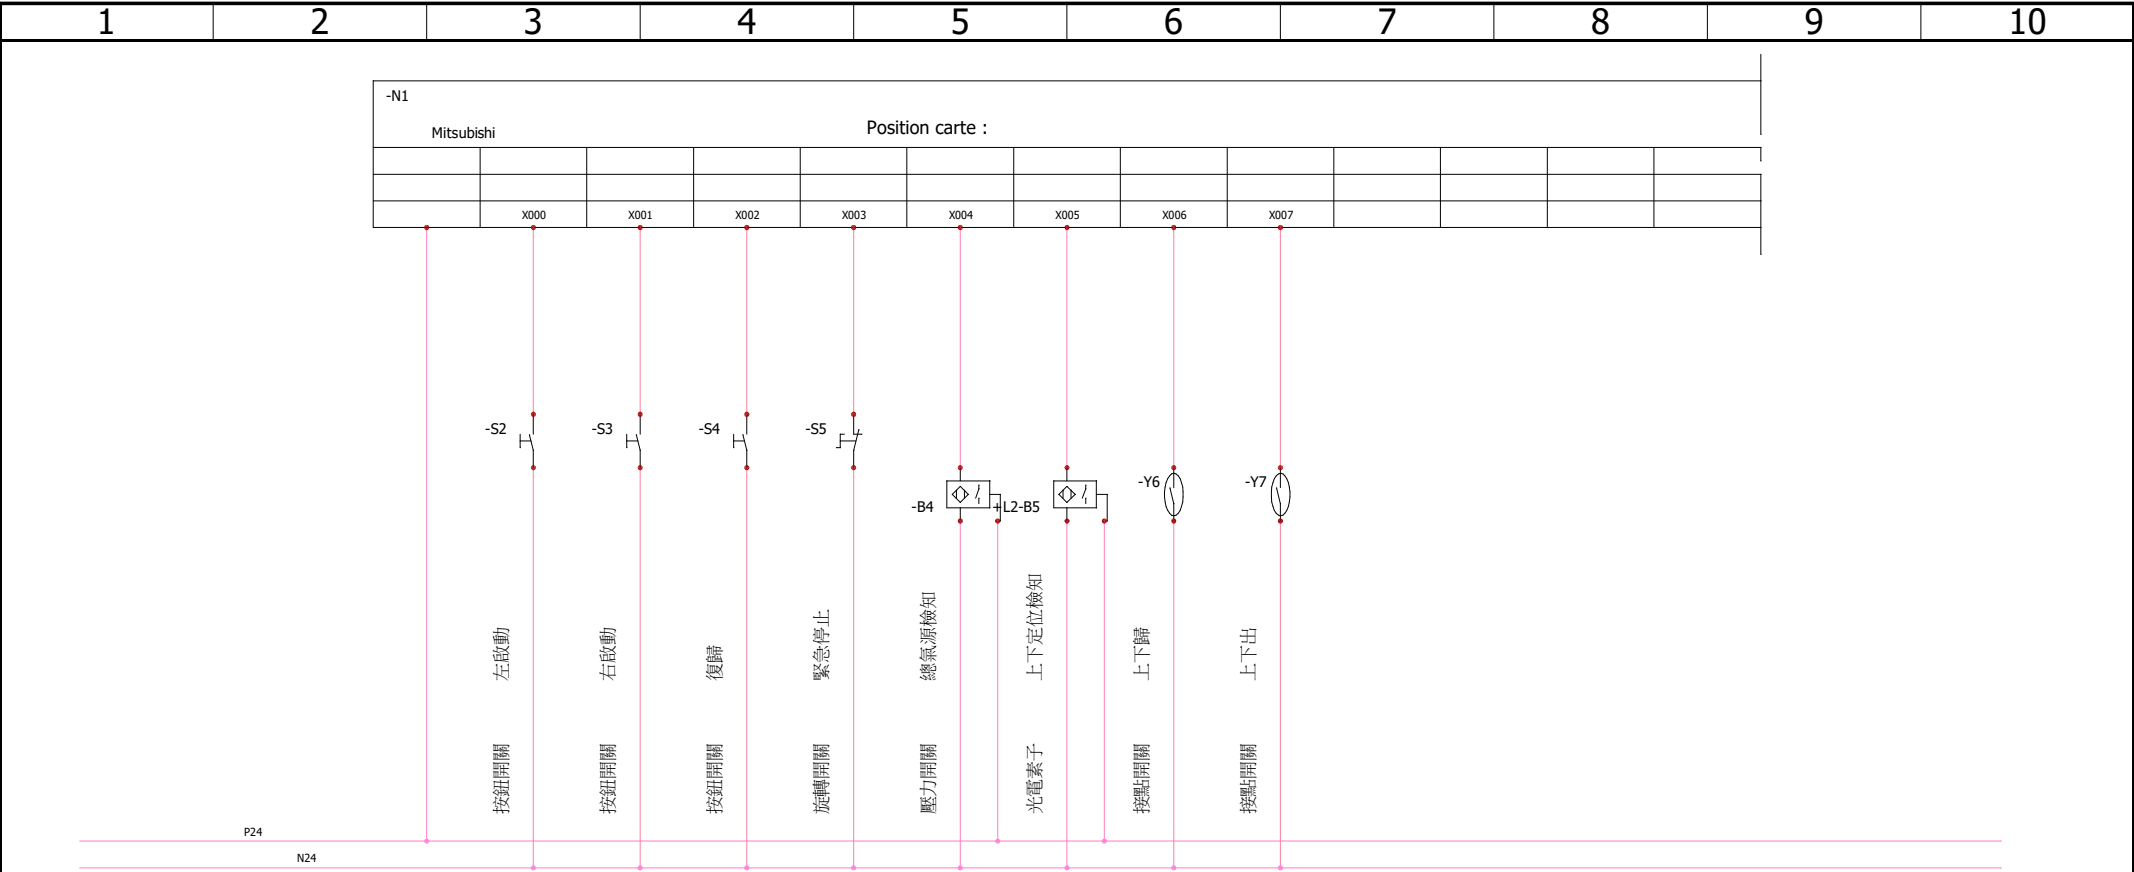 1 2 3 4 5 6 7 8 9 10
-N1
Mitsubishi
Position carte :
X000 X001 X002 X003 X004 X005 X006 X007
-S2 -S3 -S4 -S5
-Y6 -Y7
-B4 +L2-B5
左啟動
右啟動
復歸
緊急停止
總氣源檢知
上下定位檢知
上下歸
上下出
按鈕開關
按鈕開關
按鈕開關
旋轉開關
壓力開關
光電素子
接點開關
接點開關
P24
N24